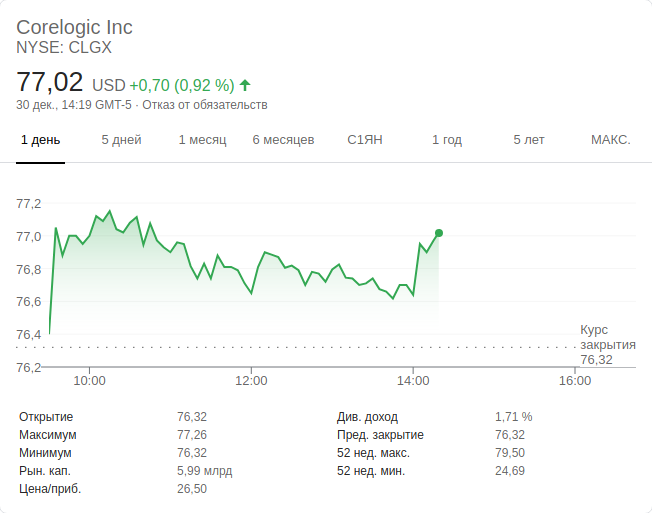 Corelogic Inc
NYSE: CLGX
77,02 USD +0,70 (0,92 %)
30 дек., 14:19 GMT-5 · Отказ от обязательств
1 день 5 дней 1 месяц 6 месяцев С1ЯН 1 год 5 лет МАКС.
77,2
77,0
76,8
76,6
76,4
Курс
закрытия
76,32
76,2
10:00 12:00 14:00 16:00
Открытие 76,32 Див. доход 1,71 %
Максимум 77,26 Пред. закрытие 76,32
Минимум 76,32 52 нед. макс. 79,50
Рын. кап. 5,99 млрд 52 нед. мин. 24,69
Цена/приб. 26,50